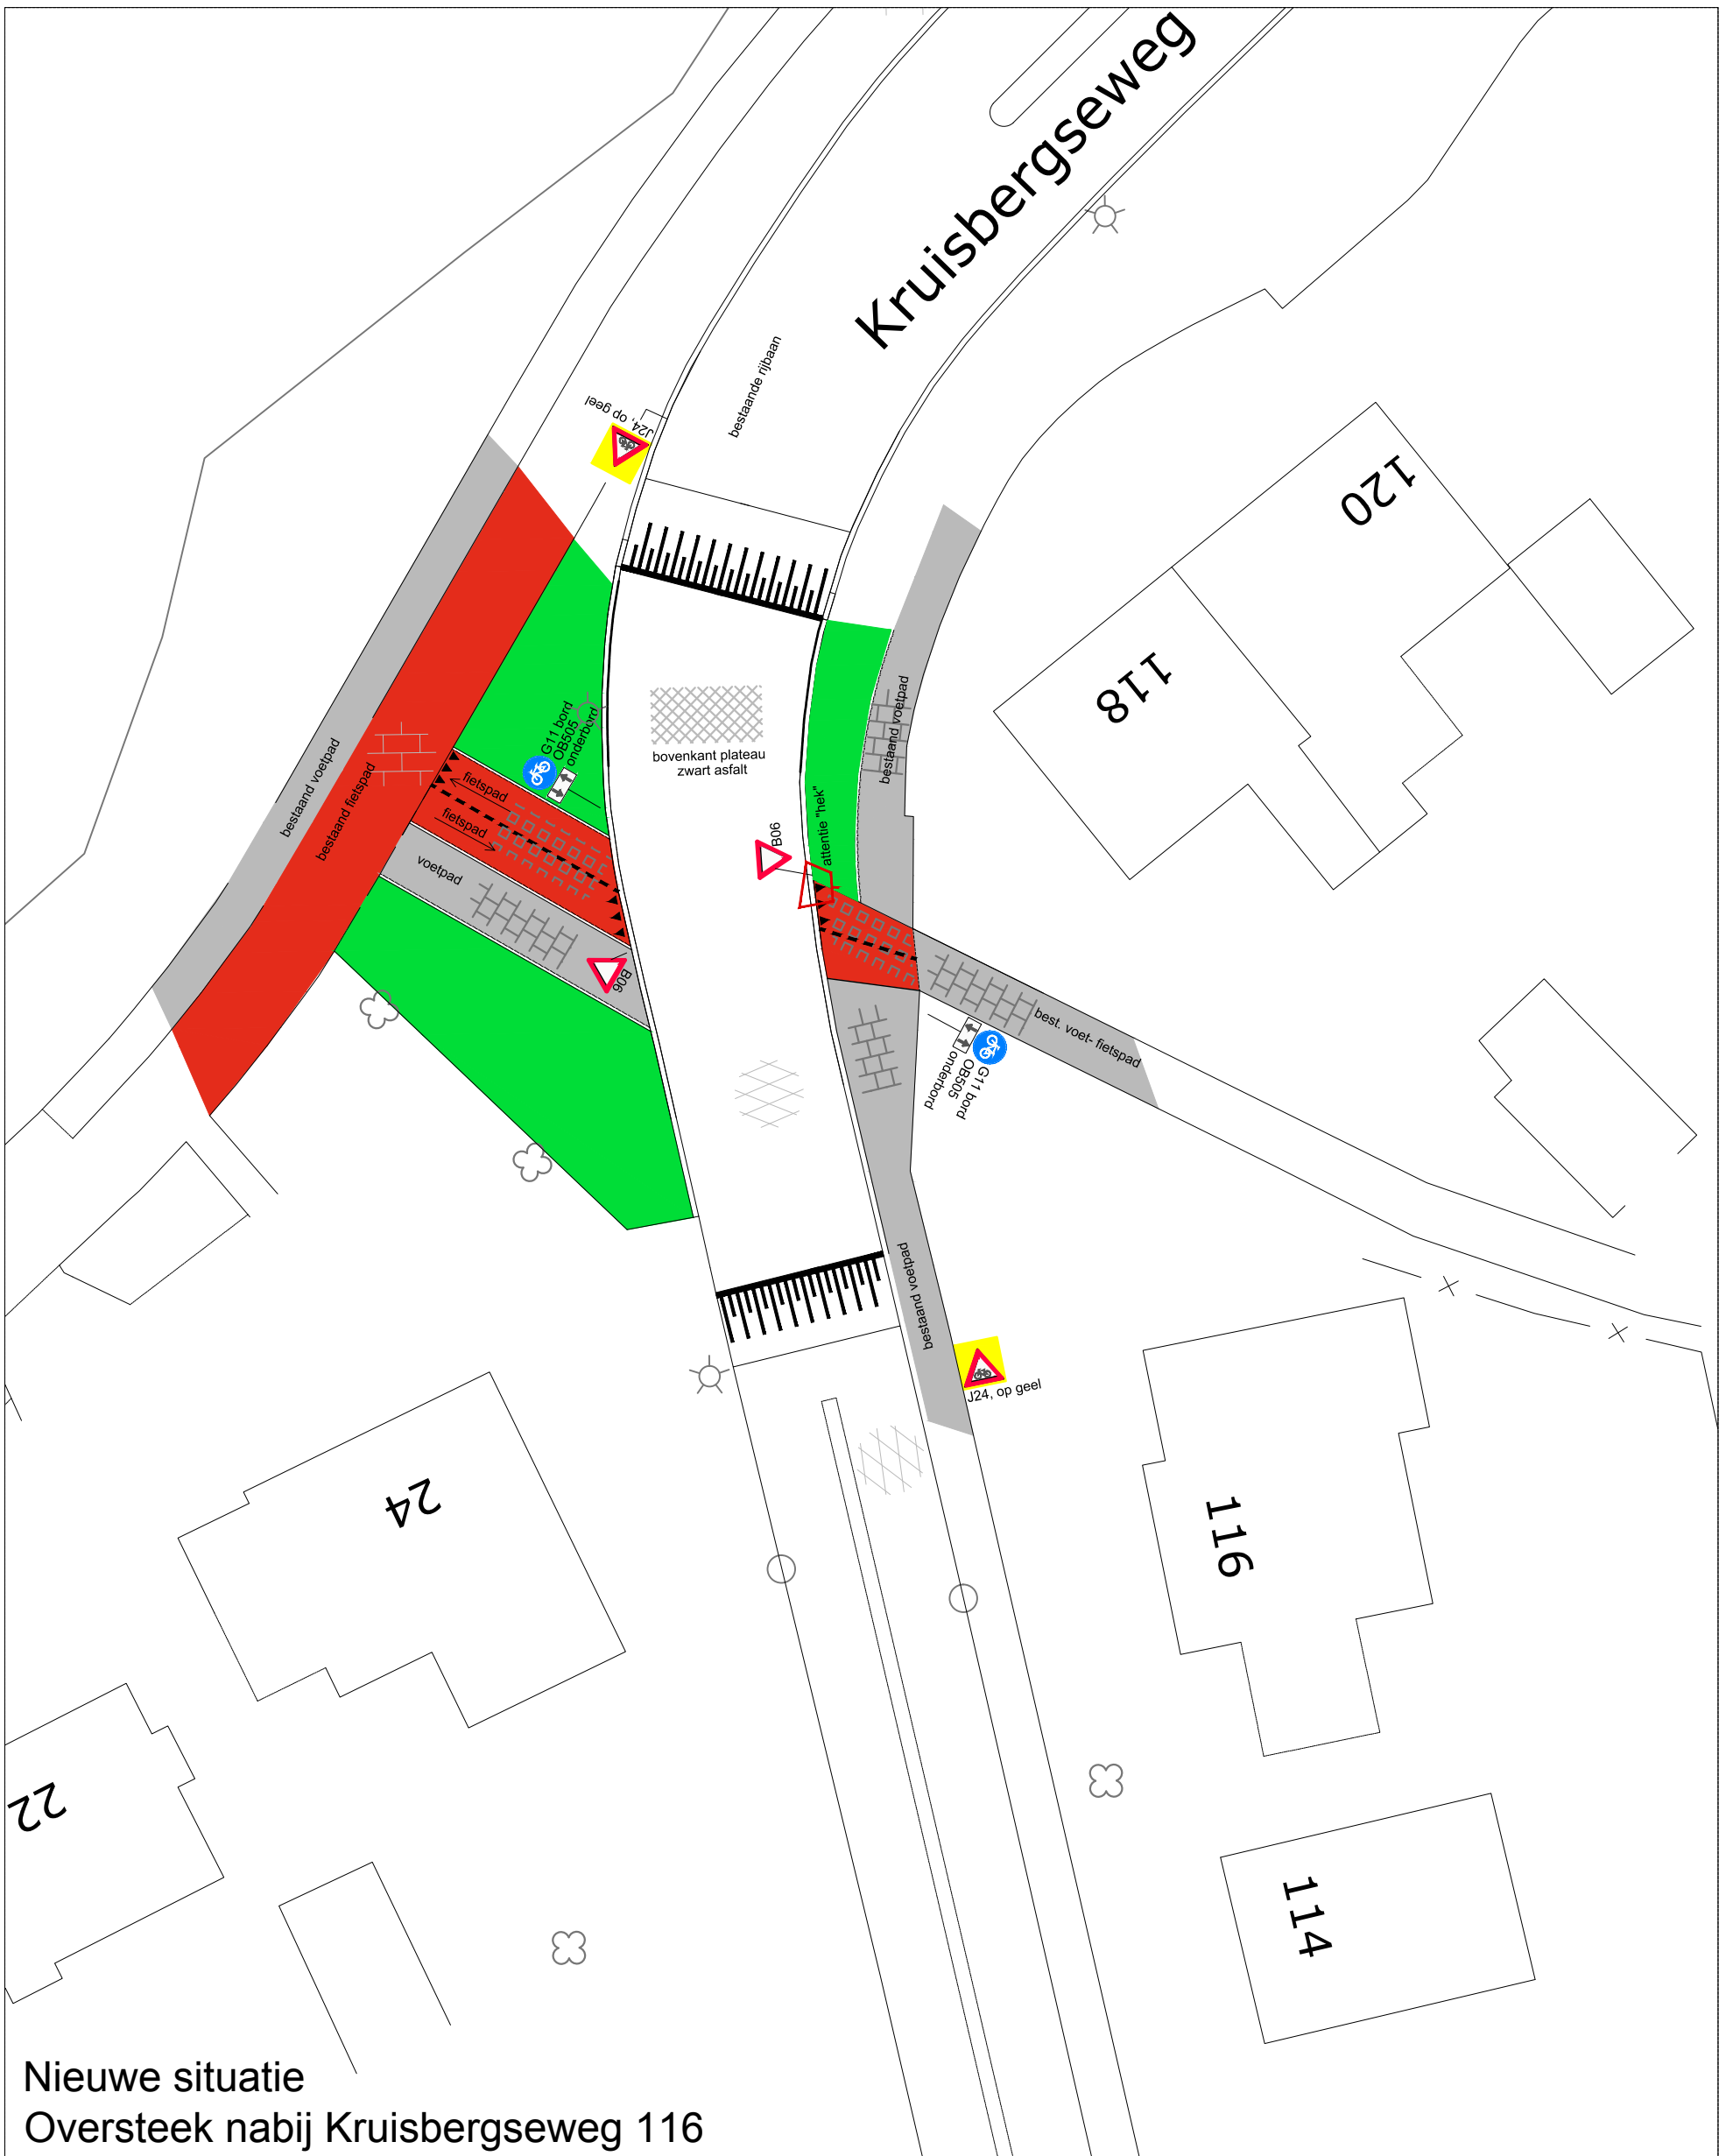 Kruisbergseweg
bestaande rijbaan
J24, op geel
120
118
bestaand voetpad
bestaand fietspad
G11 bord
OB505
onderbord
fietspad
fietspad
voetpad
bovenkant plateau
zwart asfalt
bestaand voetpad
attentie "hek"
B06
B06
best. voet- fietspad
G11 bord
OB505
onderbord
bestaand voetpad
J24, op geel
24
116
22
114
Nieuwe situatie
Oversteek nabij Kruisbergseweg 116